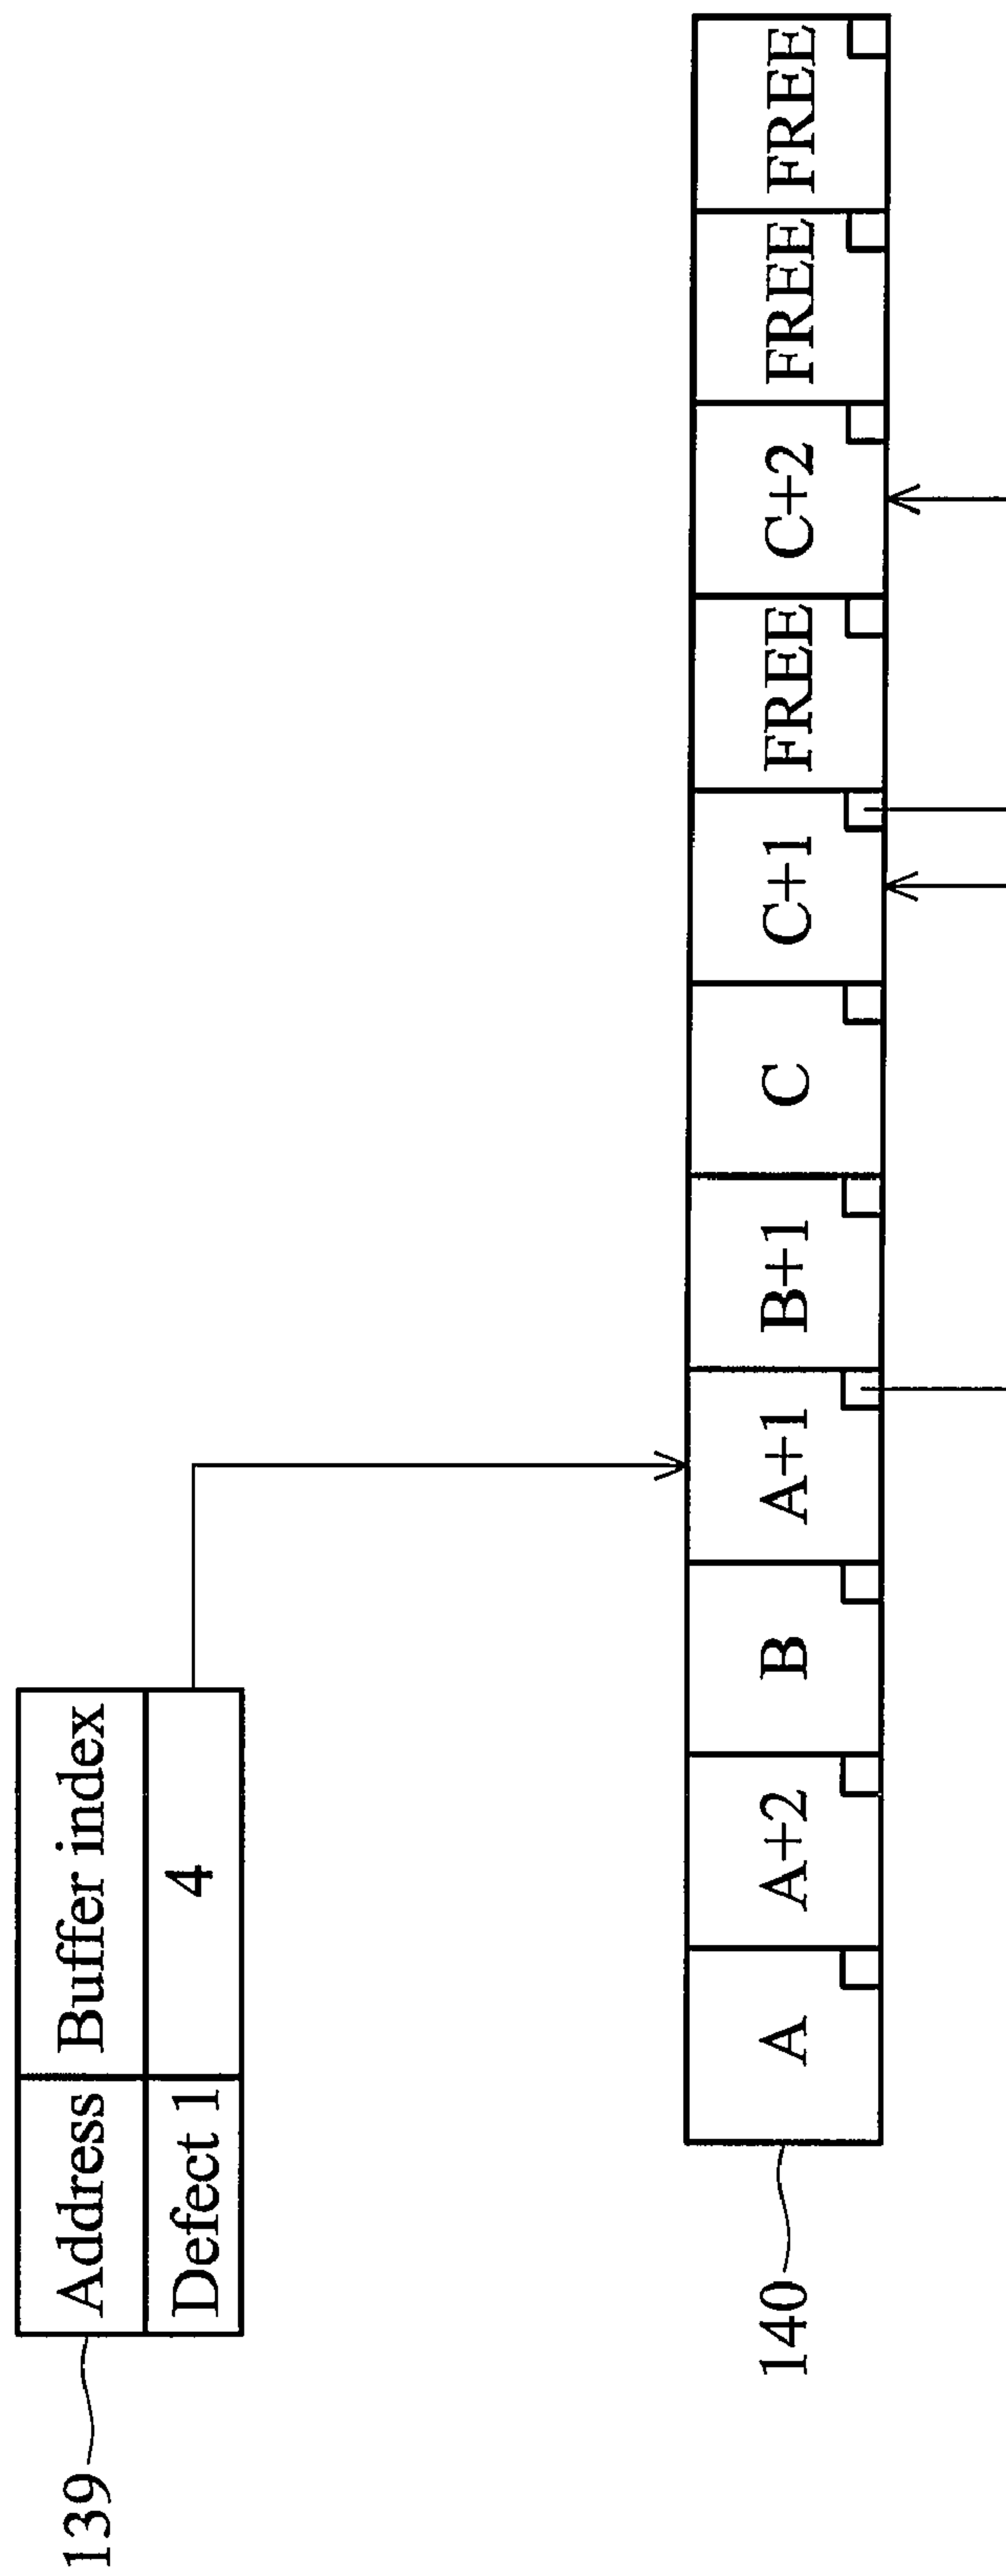 139
Address Buffer index
Defect 1 4
140
A A+2 B A+1 B+1 C C+1 FREE C+2 FREE FREE